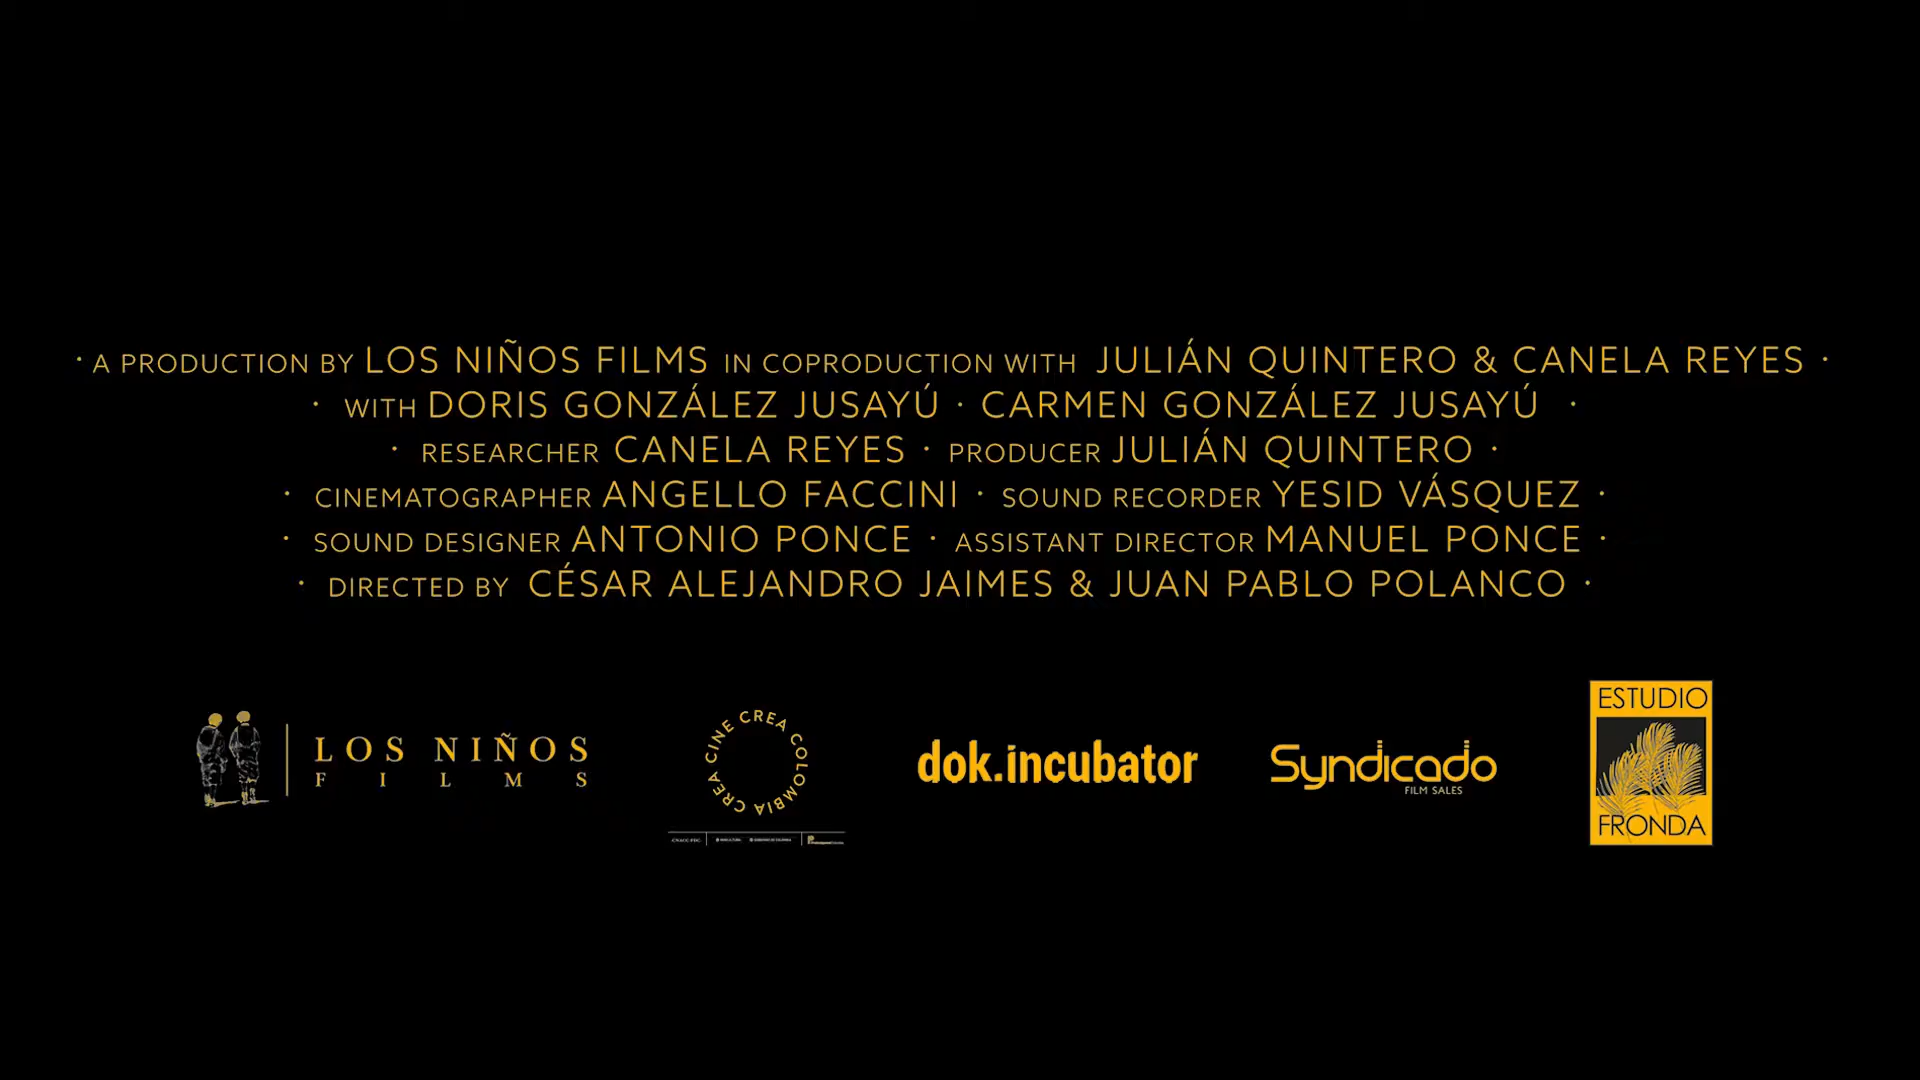 · A PRODUCTION BY LOS NIÑOS FILMS IN COPRODUCTION WITH JULIÁN QUINTERO & CANELA REYES ·
· WITH DORIS GONZÁLEZ JUSAYÚ · CARMEN GONZÁLEZ JUSAYÚ ·
· RESEARCHER CANELA REYES · PRODUCER JULIÁN QUINTERO ·
· CINEMATOGRAPHER ANGELLO FACCINI · SOUND RECORDER YESID VÁSQUEZ ·
· SOUND DESIGNER ANTONIO PONCE · ASSISTANT DIRECTOR MANUEL PONCE ·
· DIRECTED BY CÉSAR ALEJANDRO JAIMES & JUAN PABLO POLANCO ·
LOS NIÑOS
FILMS
CINE CREA COLOMBIA CREA
dok.incubator
Syndicado
FILM SALES
ESTUDIO
FRONDA